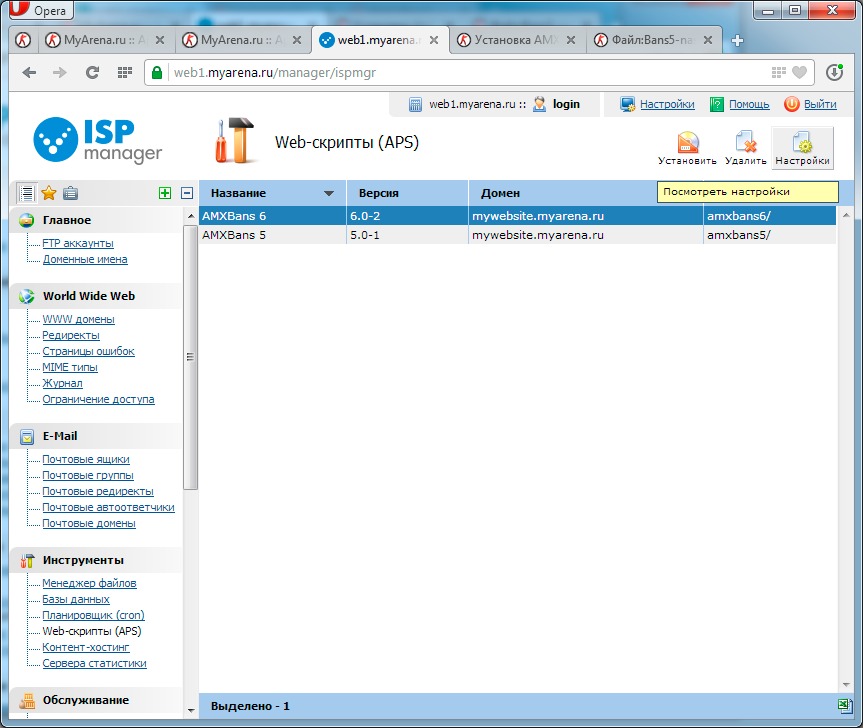 Opera
MyArena.ru :: A
MyArena.ru :: A
web1.myarena.
Установка AMX
Файл:Bans5-na
web1.myarena.ru/manager/ispmgr
web1.myarena.ru :: login
Настройки
Помощь
Выйти
ISP
manager
Web-скрипты (APS)
Установить
Удалить
Настройки
Посмотреть настройки
Название
Версия
Домен
AMXBans 6 6.0-2 mywebsite.myarena.ru amxbans6/
AMXBans 5 5.0-1 mywebsite.myarena.ru amxbans5/
Главное
FTP аккаунты
Доменные имена
World Wide Web
WWW домены
Редиректы
Страницы ошибок
MIME типы
Журнал
Ограничение доступа
E-Mail
Почтовые ящики
Почтовые группы
Почтовые редиректы
Почтовые автоответчики
Почтовые домены
Инструменты
Менеджер файлов
Базы данных
Планировщик (cron)
Web-скрипты (APS)
Контент-хостинг
Сервера статистики
Обслуживание
Выделено - 1